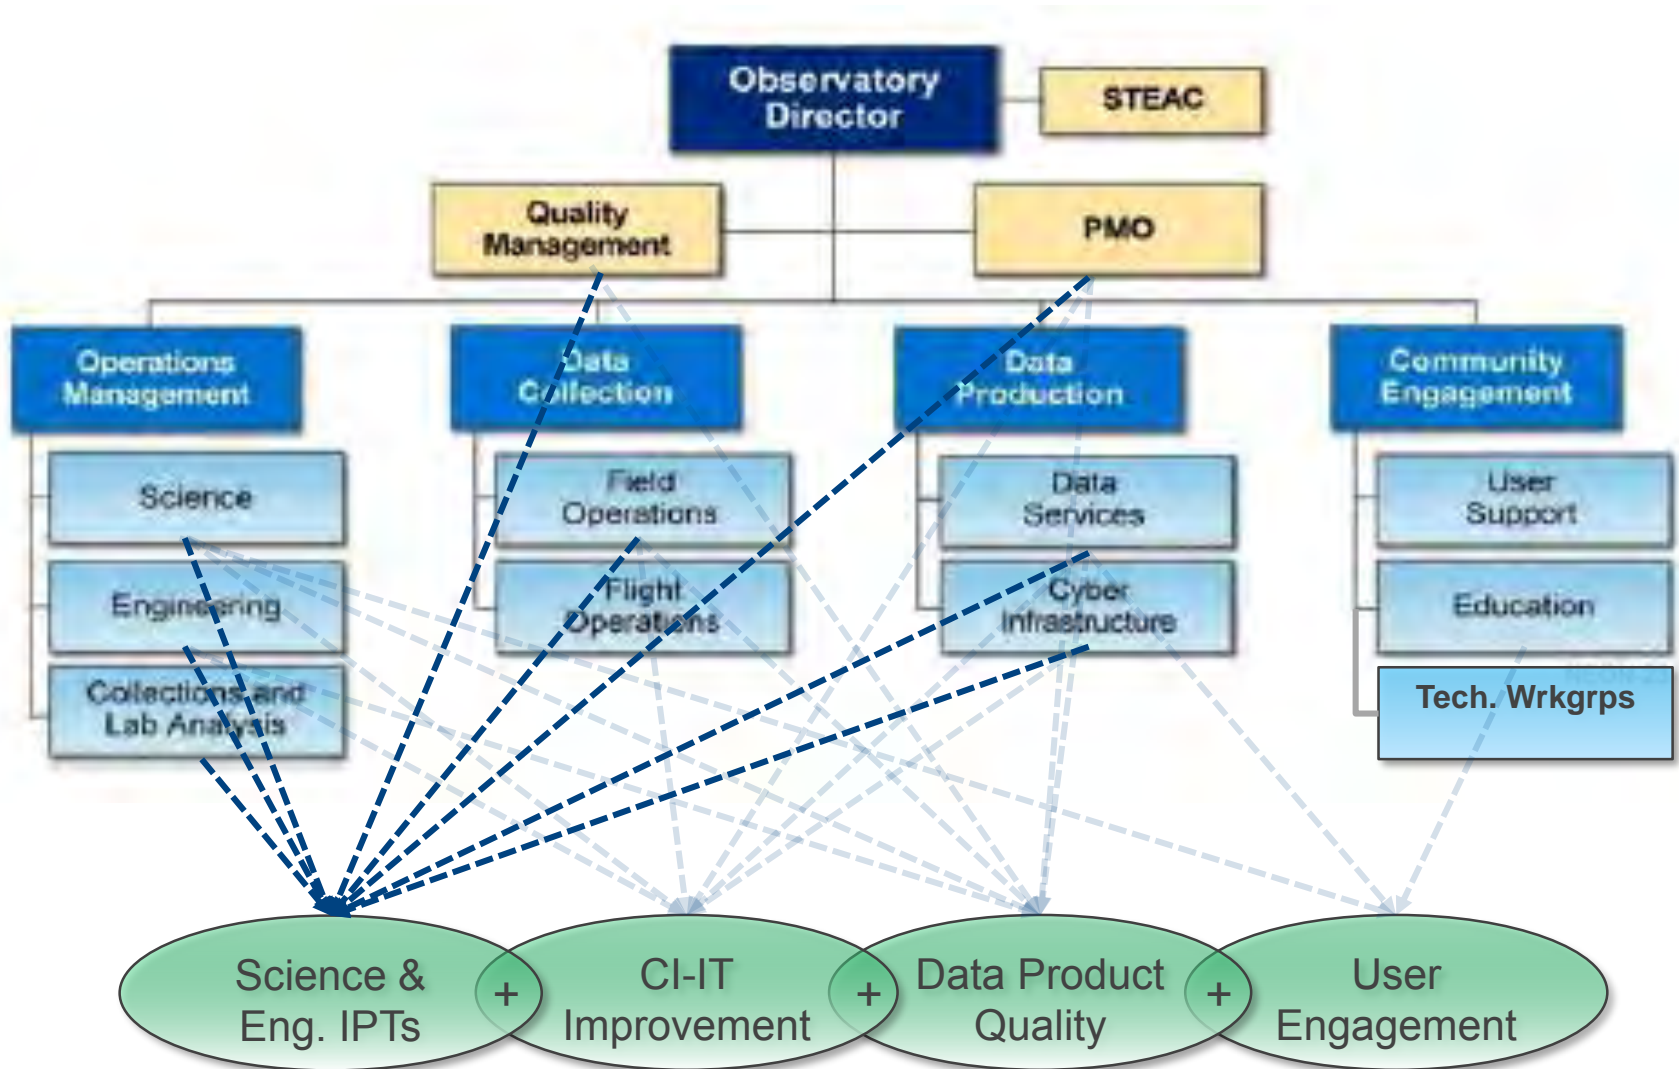 Observatory
Director
STEAC
Quality
Management
PMO
Operations
Management
Data
Collection
Data
Production
Community
Engagement
Science
Field
Operations
Data
Services
User
Support
Engineering
Flight
Operations
Cyber
Infrastructure
Education
Collections and
Lab Analysis
Tech. Wrkgrps
Science &
Eng. IPTs
+
CI-IT
Improvement
+
Data Product
Quality
+
User
Engagement